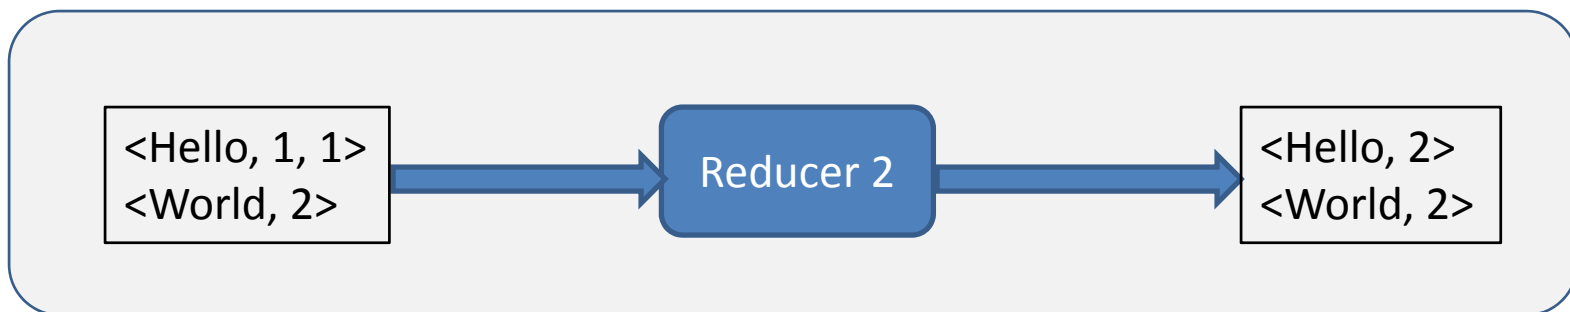 <Hello, 1, 1>
<World, 2>
Reducer 2
<Hello, 2>
<World, 2>